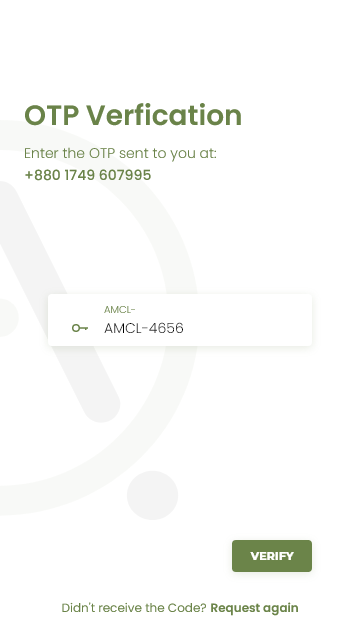 OTP Verfication
Enter the OTP sent to you at:
+880 1749 607995
AMCL-
AMCL-4656
VERIFY
Didn't receive the Code? Request again